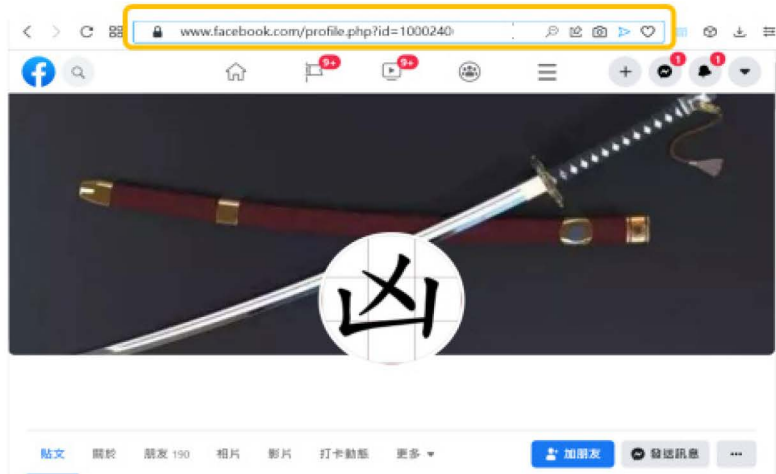 www.facebook.com/profile.php?id=1000240
9+ 9+ 1 1
凶
貼文 關於 朋友 190 相片 影片 打卡動態 更多 加朋友 發送訊息